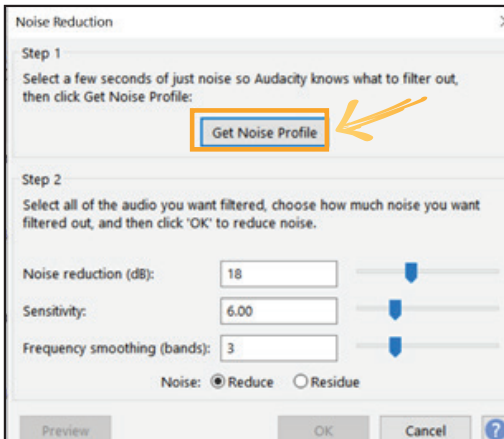 Noise Reduction
Step 1
Select a few seconds of just noise so Audacity knows what to filter out,
then click Get Noise Profile:
Get Noise Profile
Step 2
Select all of the audio you want filtered, choose how much noise you want
filtered out, and then click 'OK' to reduce noise.
Noise reduction (dB): 18
Sensitivity: 6.00
Frequency smoothing (bands): 3
Noise: Reduce Residue
Preview OK Cancel ?